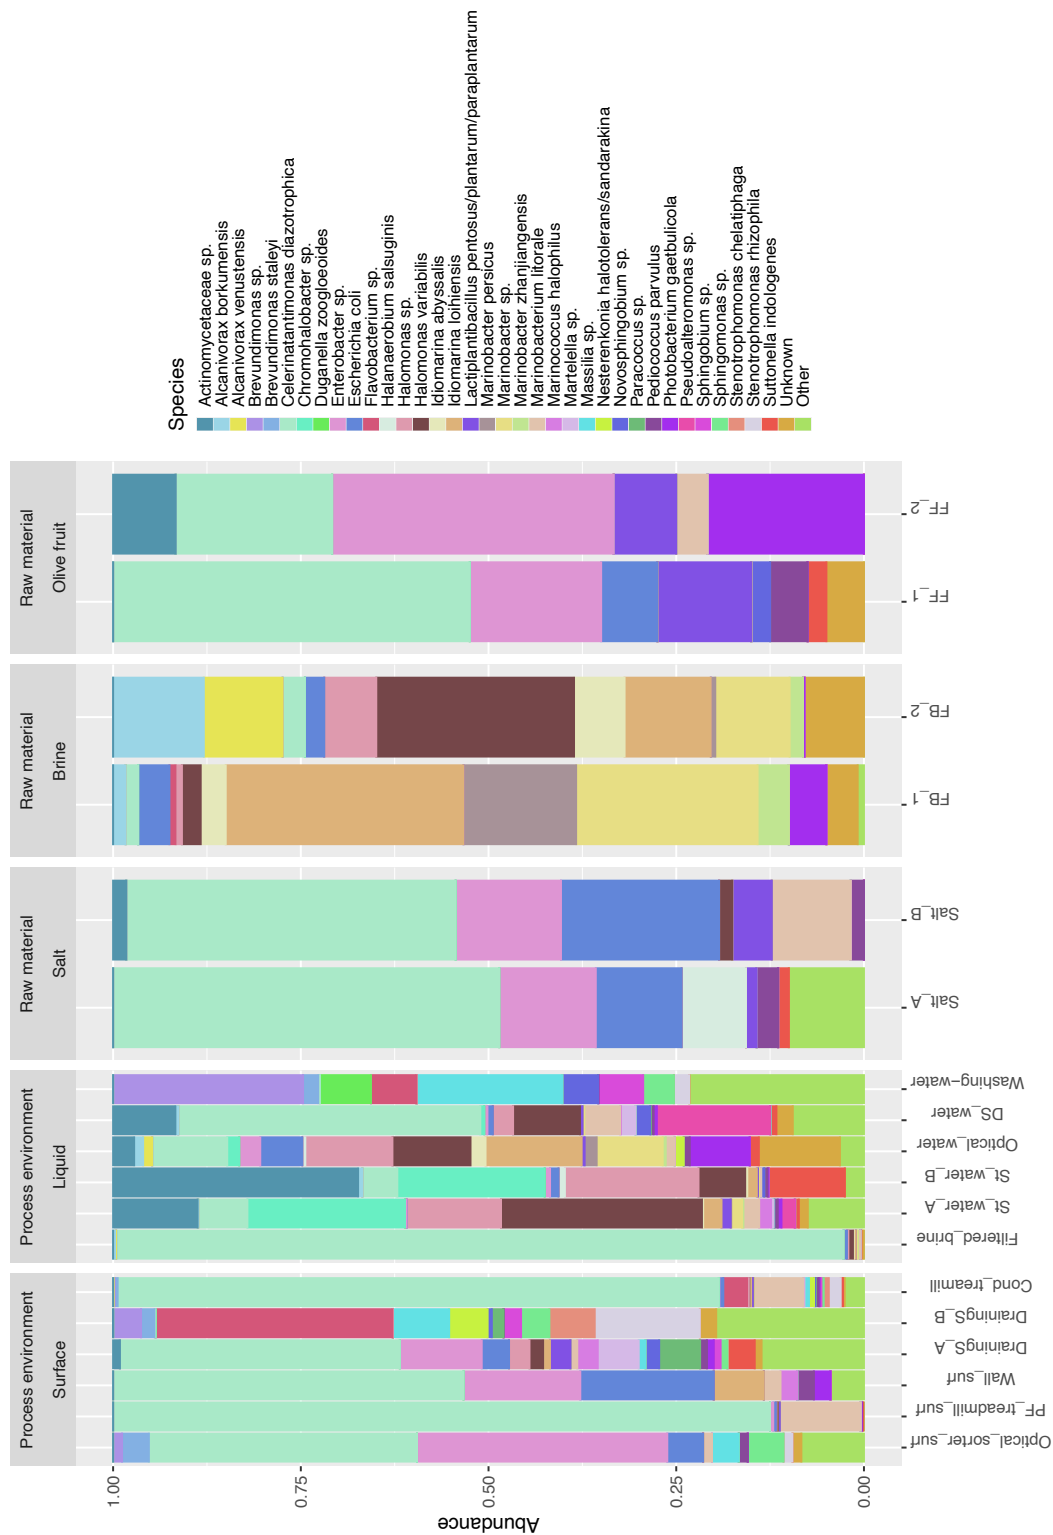 Process environment
Surface
Process environment
Liquid
Raw material
Salt
Raw material
Brine
Raw material
Olive fruit
Abundance
1.00
0.75
0.50
0.25
0.00
Optical_sorter_surf
PF_treadmill_surf
Wall_surf
DrainingS_A
DrainingS_B
Cond_treamill
Filtered_brine
St_water_A
St_water_B
Optical_water
DS_water
Washing-water
Salt_A
Salt_B
FB_1
FB_2
FF_1
FF_2
Species
Actinomycetaceae sp.
Alcanivorax borkumensis
Alcanivorax venustensis
Brevundimonas sp.
Brevundimonas staleyi
Celerinatantimonas diazotrophica
Chromohalobacter sp.
Duganella zoogloeoides
Enterobacter sp.
Escherichia coli
Flavobacterium sp.
Halanaerobium salsuginis
Halomonas sp.
Halomonas variabilis
Idiomarina abyssalis
Idiomarina loihiensis
Lactiplantibacillus pentosus/plantarum/paraplantarum
Marinobacter persicus
Marinobacter sp.
Marinobacter zhanjiangensis
Marinobacterium litorale
Marinococcus halophilus
Martelella sp.
Massilia sp.
Nesterenkonia halotolerans/sandarakina
Novosphingobium sp.
Paracoccus sp.
Pediococcus parvulus
Photobacterium gaetbulicola
Pseudoalteromonas sp.
Sphingobium sp.
Sphingomonas sp.
Stenotrophomonas chelatiphaga
Stenotrophomonas rhizophila
Suttonella indologenes
Unknown
Other